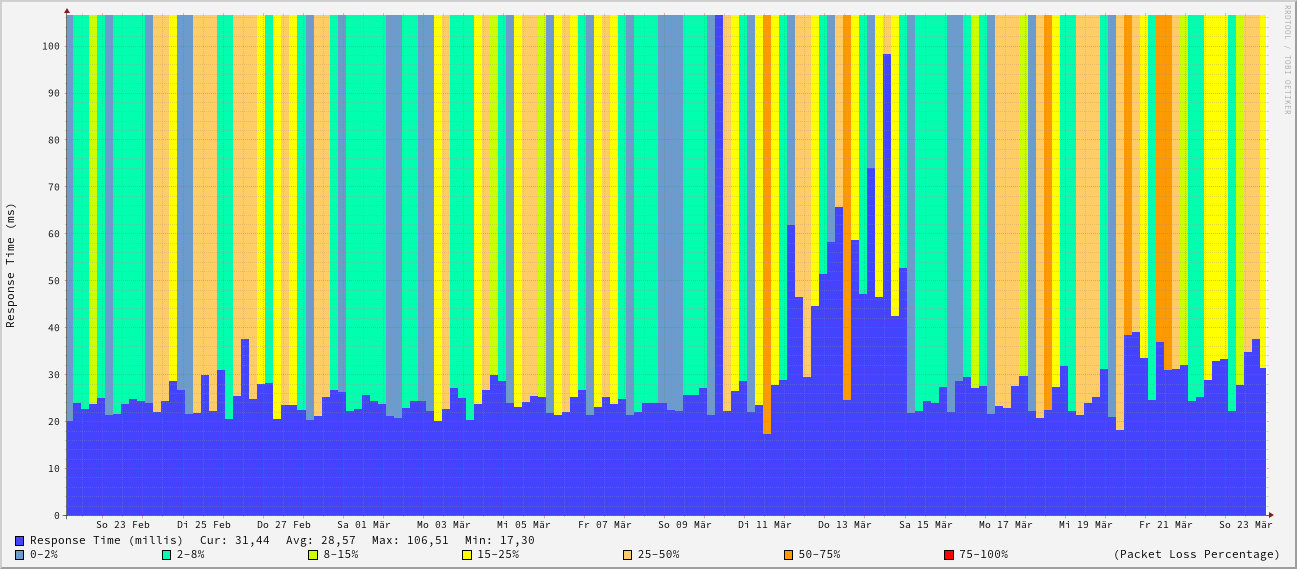 RRDTOOL / TOBI OETIKER
Response Time (ms)
100
90
80
70
60
50
40
30
20
10
0
So 23 Feb Di 25 Feb Do 27 Feb Sa 01 Mär Mo 03 Mär Mi 05 Mär Fr 07 Mär So 09 Mär Di 11 Mär Do 13 Mär Sa 15 Mär Mo 17 Mär Mi 19 Mär Fr 21 Mär So 23 Mär
Response Time (millis) Cur: 31,44 Avg: 28,57 Max: 106,51 Min: 17,30
0-2% 2-8% 8-15% 15-25% 25-50% 50-75% 75-100% (Packet Loss Percentage)